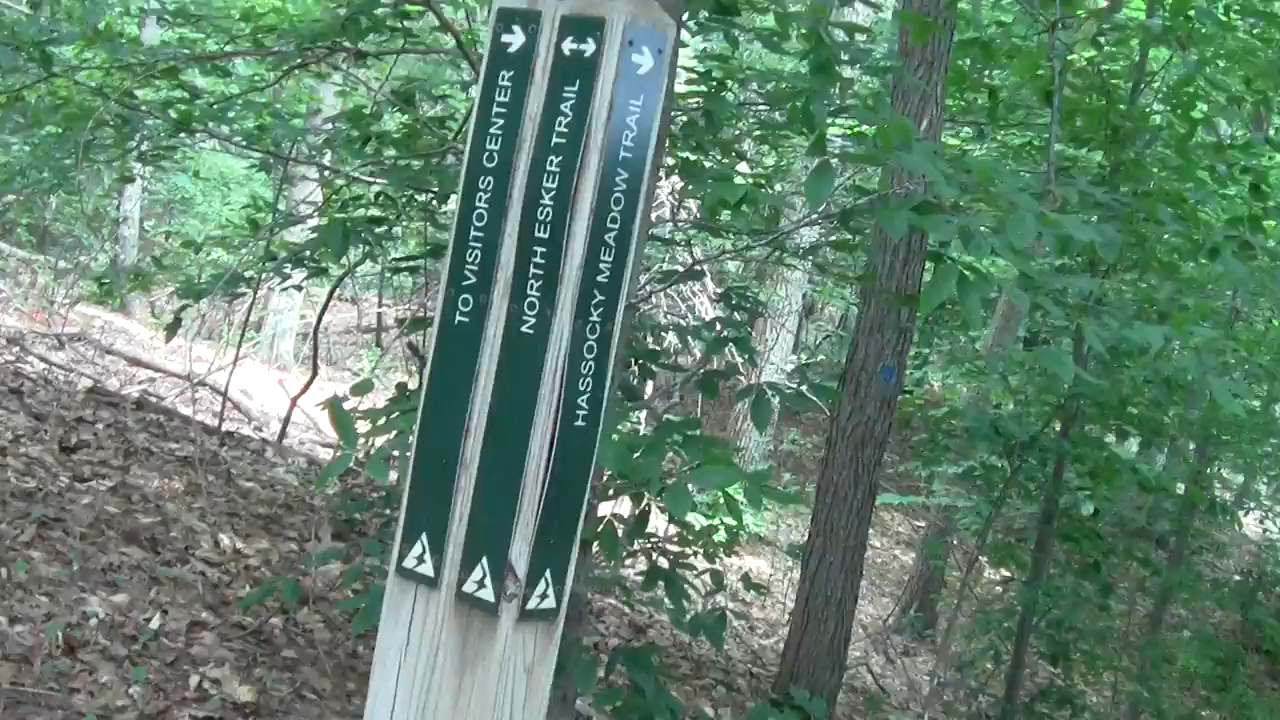 TO VISITORS CENTER
NORTH ESKER TRAIL
HASSOCKY MEADOW TRAIL